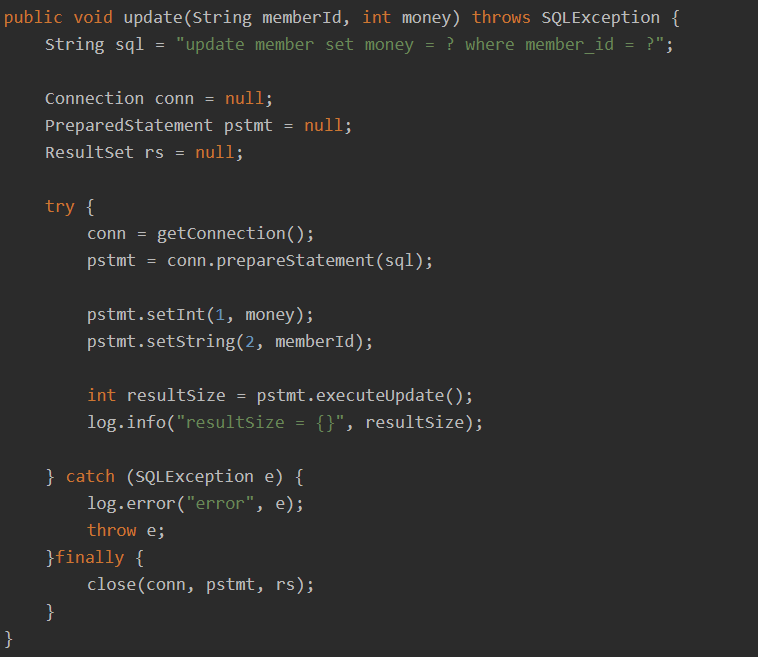 public void update(String memberId, int money) throws SQLException {
    String sql = "update member set money = ? where member_id = ?";

    Connection conn = null;
    PreparedStatement pstmt = null;
    ResultSet rs = null;

    try {
        conn = getConnection();
        pstmt = conn.prepareStatement(sql);

        pstmt.setInt(1, money);
        pstmt.setString(2, memberId);

        int resultSize = pstmt.executeUpdate();
        log.info("resultSize = {}", resultSize);

    } catch (SQLException e) {
        log.error("error", e);
        throw e;
    }finally {
        close(conn, pstmt, rs);
    }
}